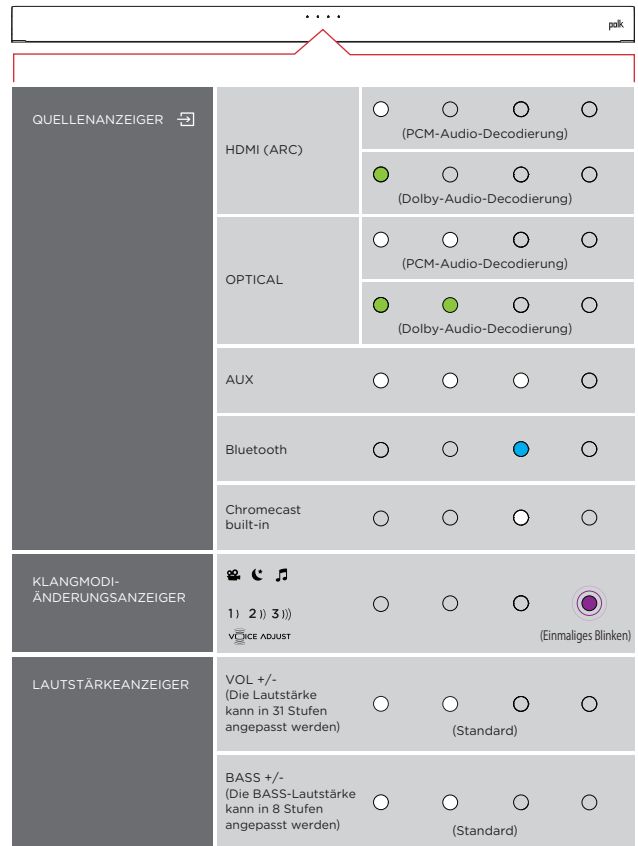 polk
QUELLENANZEIGER
HDMI (ARC)
(PCM-Audio-Decodierung)
(Dolby-Audio-Decodierung)
OPTICAL
(PCM-Audio-Decodierung)
(Dolby-Audio-Decodierung)
AUX
Bluetooth
Chromecast
built-in
KLANGMODI-
ÄNDERUNGSANZEIGER
1) 2)) 3)))
VOICE ADJUST
(Einmaliges Blinken)
LAUTSTÄRKEANZEIGER
VOL +/-
(Die Lautstärke
kann in 31 Stufen
angepasst werden)
(Standard)
BASS +/-
(Die BASS-Lautstärke
kann in 8 Stufen
angepasst werden)
(Standard)